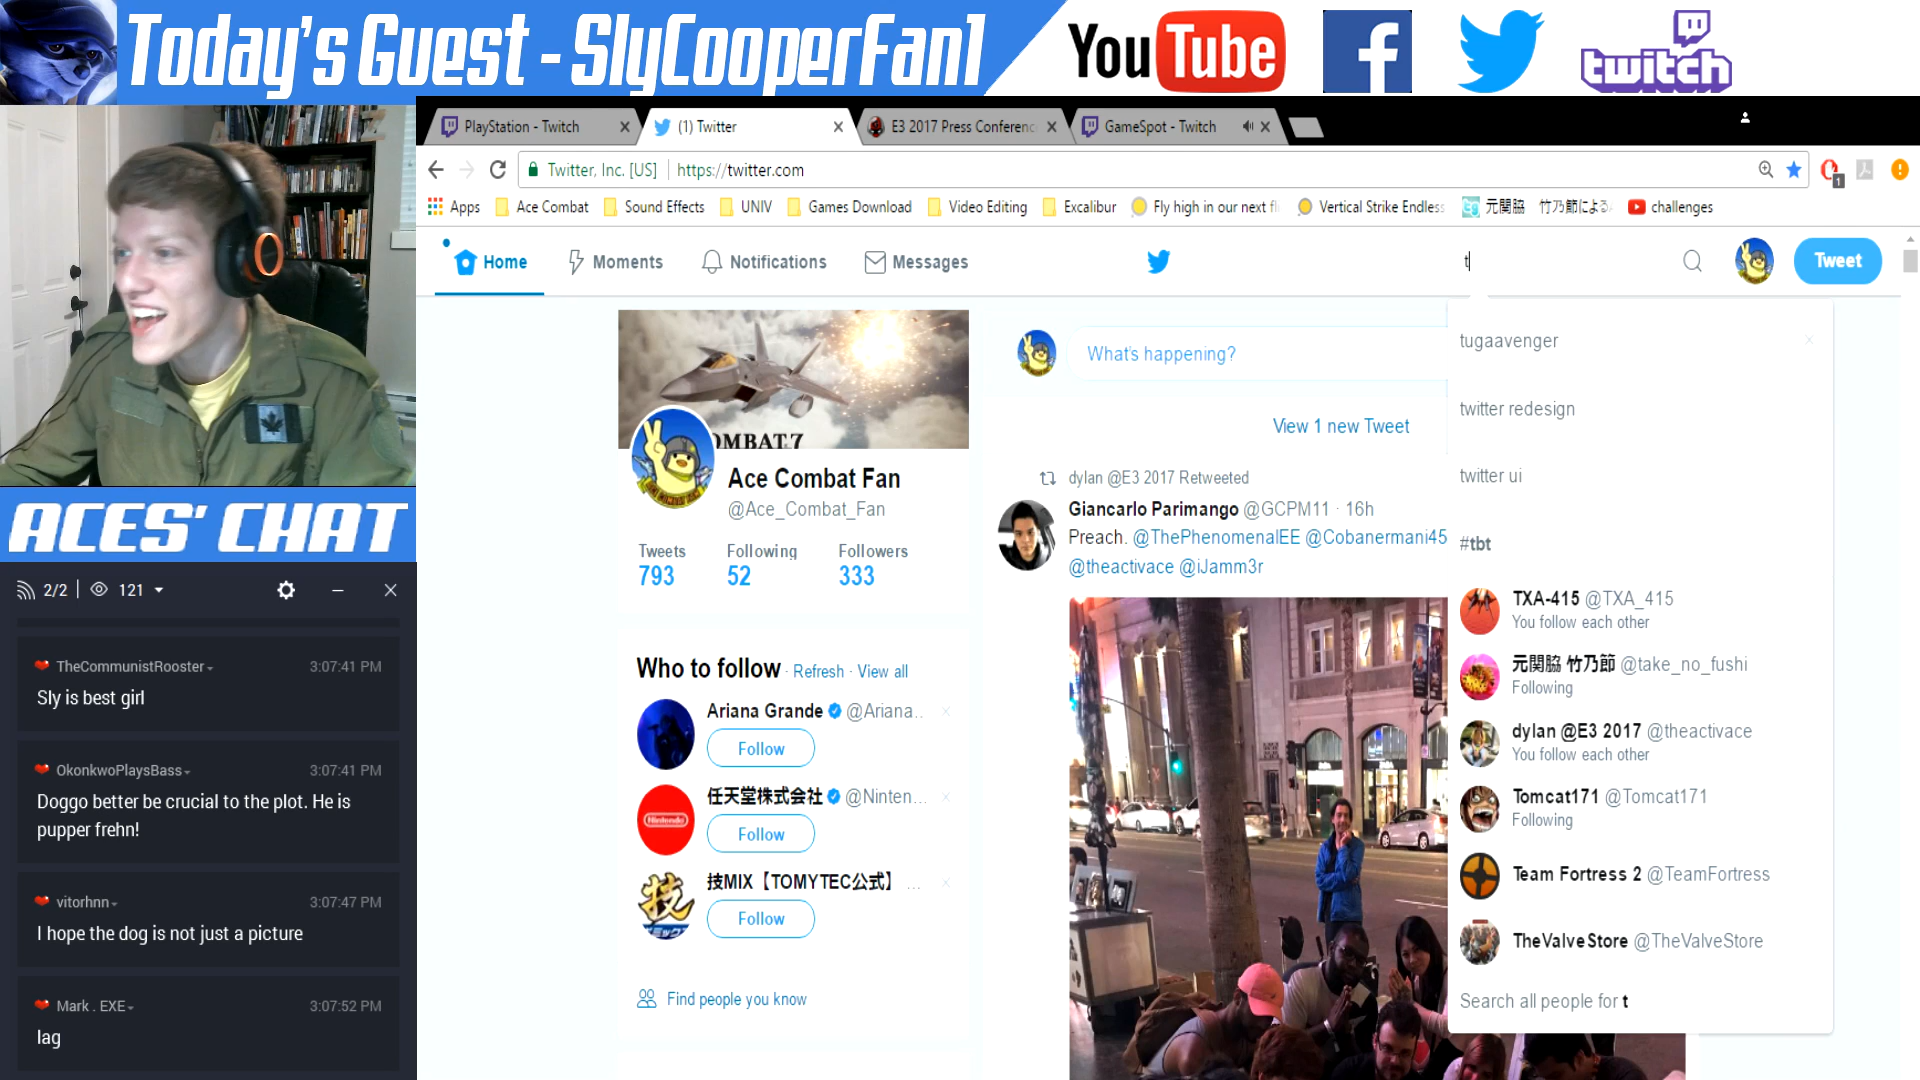 Today's Guest - SlyCooperFan1
YouTube
twitch
PlayStation - Twitch
(1) Twitter
E3 2017 Press Conferenc
GameSpot - Twitch
Twitter, Inc. [US]
https://twitter.com
1
Apps
Ace Combat
Sound Effects
UNIV
Games Download
Video Editing
Excalibur
Fly high in our next fl
Vertical Strike Endless
元関脇 竹乃節による
challenges
Home
Moments
Notifications
Messages
t
Tweet
OMBAT 7
Ace Combat Fan
@Ace_Combat_Fan
Tweets
Following
Followers
793
52
333
Who to follow · Refresh · View all
Ariana Grande @Ariana..
Follow
任天堂株式会社 @Ninten...
Nintendo
Follow
技MIX【TOMYTEC公式】 ...
技
Follow
Find people you know
What's happening?
View 1 new Tweet
dylan @E3 2017 Retweeted
Giancarlo Parimango @GCPM11 · 16h
Preach. @ThePhenomenalEE @Cobanermani45
@theactivace @iJamm3r
tugaavenger
twitter redesign
twitter ui
#tbt
TXA-415 @TXA_415
You follow each other
元関脇 竹乃節 @take_no_fushi
Following
dylan @E3 2017 @theactivace
You follow each other
Tomcat171 @Tomcat171
Following
Team Fortress 2 @TeamFortress
TheValveStore @TheValveStore
Search all people for t
ACES' CHAT
2/2
121
TheCommunistRooster 3:07:41 PM
Sly is best girl
OkonkwoPlaysBass 3:07:41 PM
Doggo better be crucial to the plot. He is
pupper frehn!
vitorhnn 3:07:47 PM
I hope the dog is not just a picture
Mark . EXE 3:07:52 PM
lag